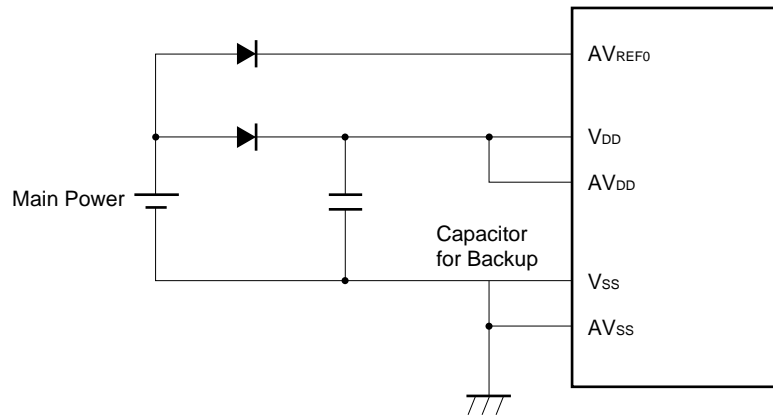 AVREF0
VDD
Main Power
AVDD
Capacitor
for Backup
VSS
AVSS